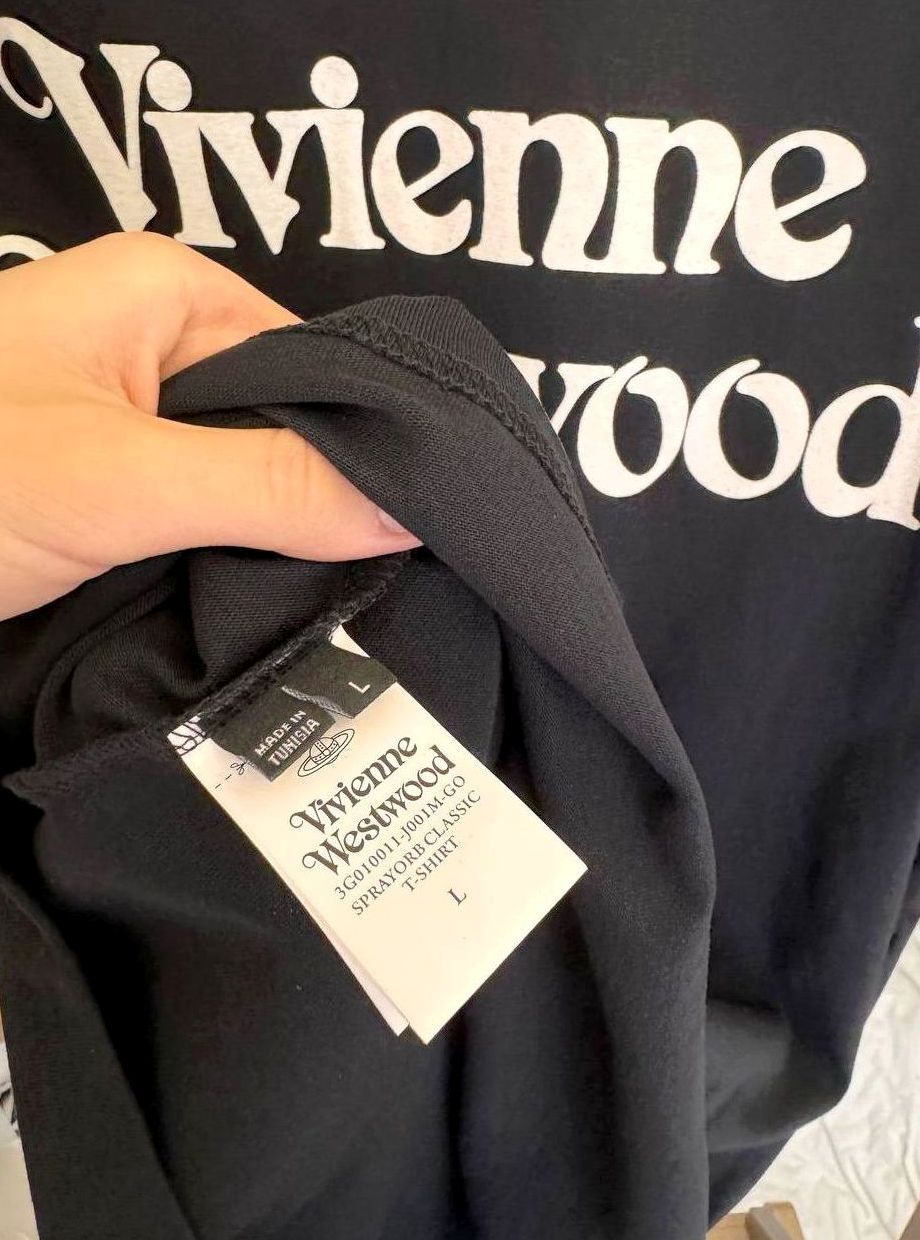 Vivienne
wood
L
MADE IN
TUNISIA
Vivienne
Westwood
3G010011-J001M-GO
SPRAYORB CLASSIC
T-SHIRT
L